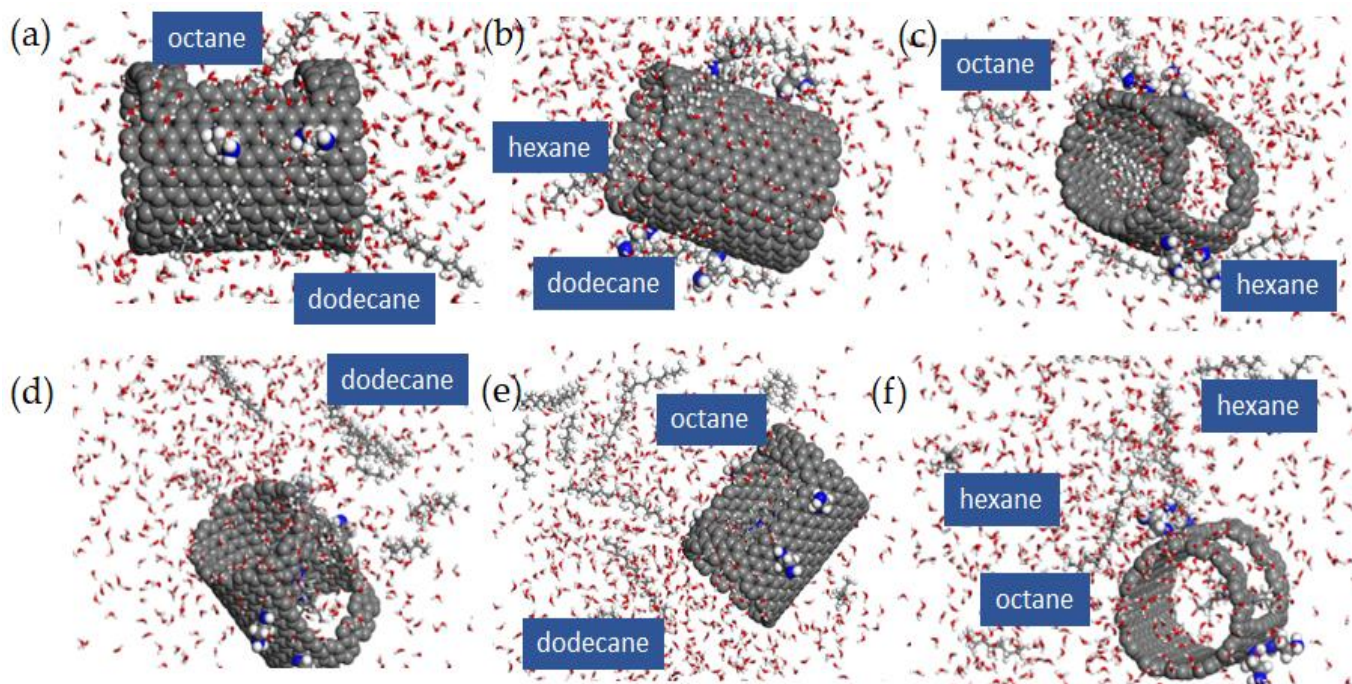 (a)
octane
dodecane
(b)
hexane
dodecane
(c)
octane
hexane
(d)
dodecane
(e)
octane
dodecane
(f)
hexane
hexane
octane